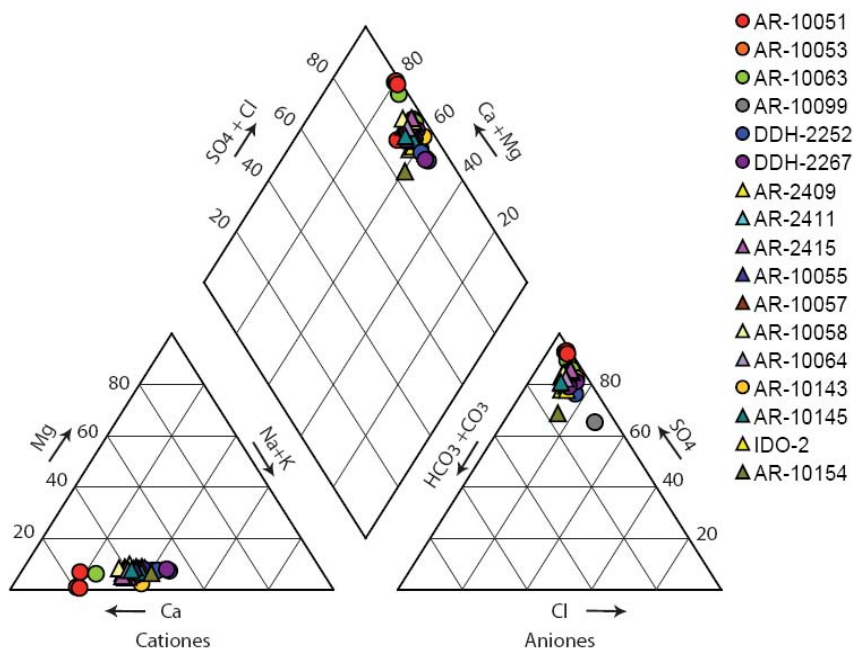 80
80
60
60
40
40
20
20
SO4 + Cl
Ca +Mg
80
60
40
20
Mg
Na+K
80
60
40
20
HCO3 +CO3
SO4
Ca
Cl
Cationes
Aniones
AR-10051
AR-10053
AR-10063
AR-10099
DDH-2252
DDH-2267
AR-2409
AR-2411
AR-2415
AR-10055
AR-10057
AR-10058
AR-10064
AR-10143
AR-10145
IDO-2
AR-10154